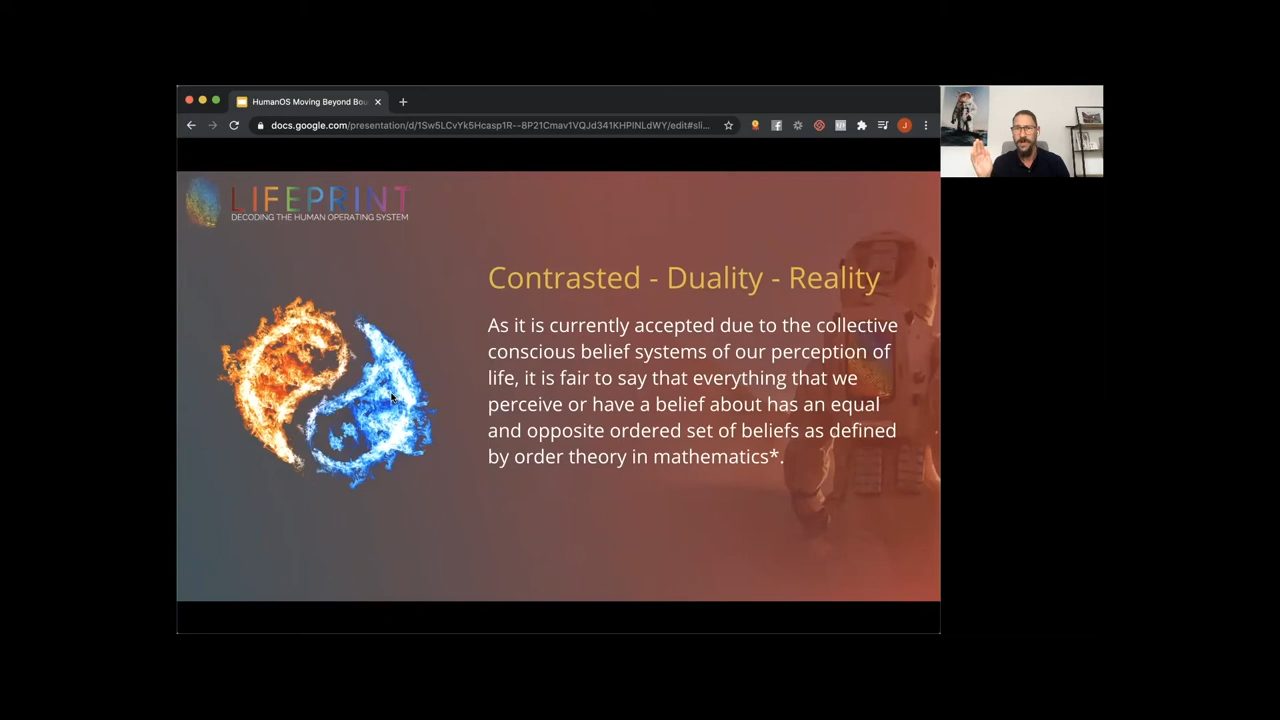 HumanOS Moving Beyond Bou
docs.google.com/presentation/d/1Sw5LCvYk5Hcasp1R--8P21Cmav1VQJd341KHPINLdWY/edit#sli...
J
LIFEPRINT
DECODING THE HUMAN OPERATING SYSTEM
Contrasted - Duality - Reality
As it is currently accepted due to the collective
conscious belief systems of our perception of
life, it is fair to say that everything that we
perceive or have a belief about has an equal
and opposite ordered set of beliefs as defined
by order theory in mathematics*.